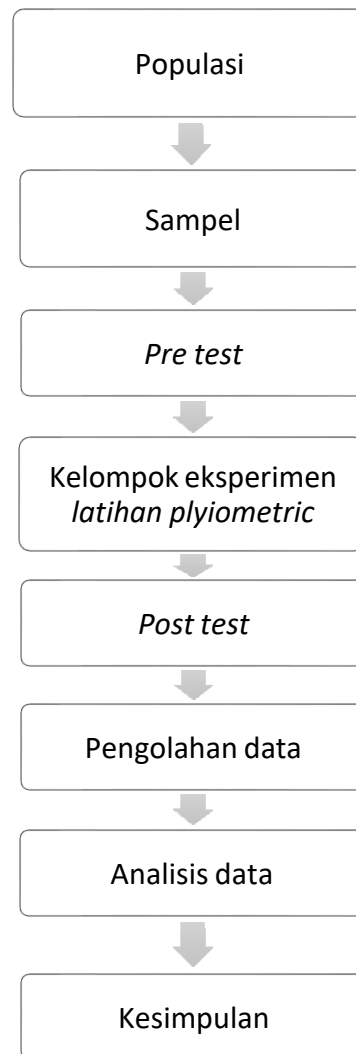 Populasi
Sampel
Pre test
Kelompok eksperimen
latihan plyiometric
Post test
Pengolahan data
Analisis data
Kesimpulan